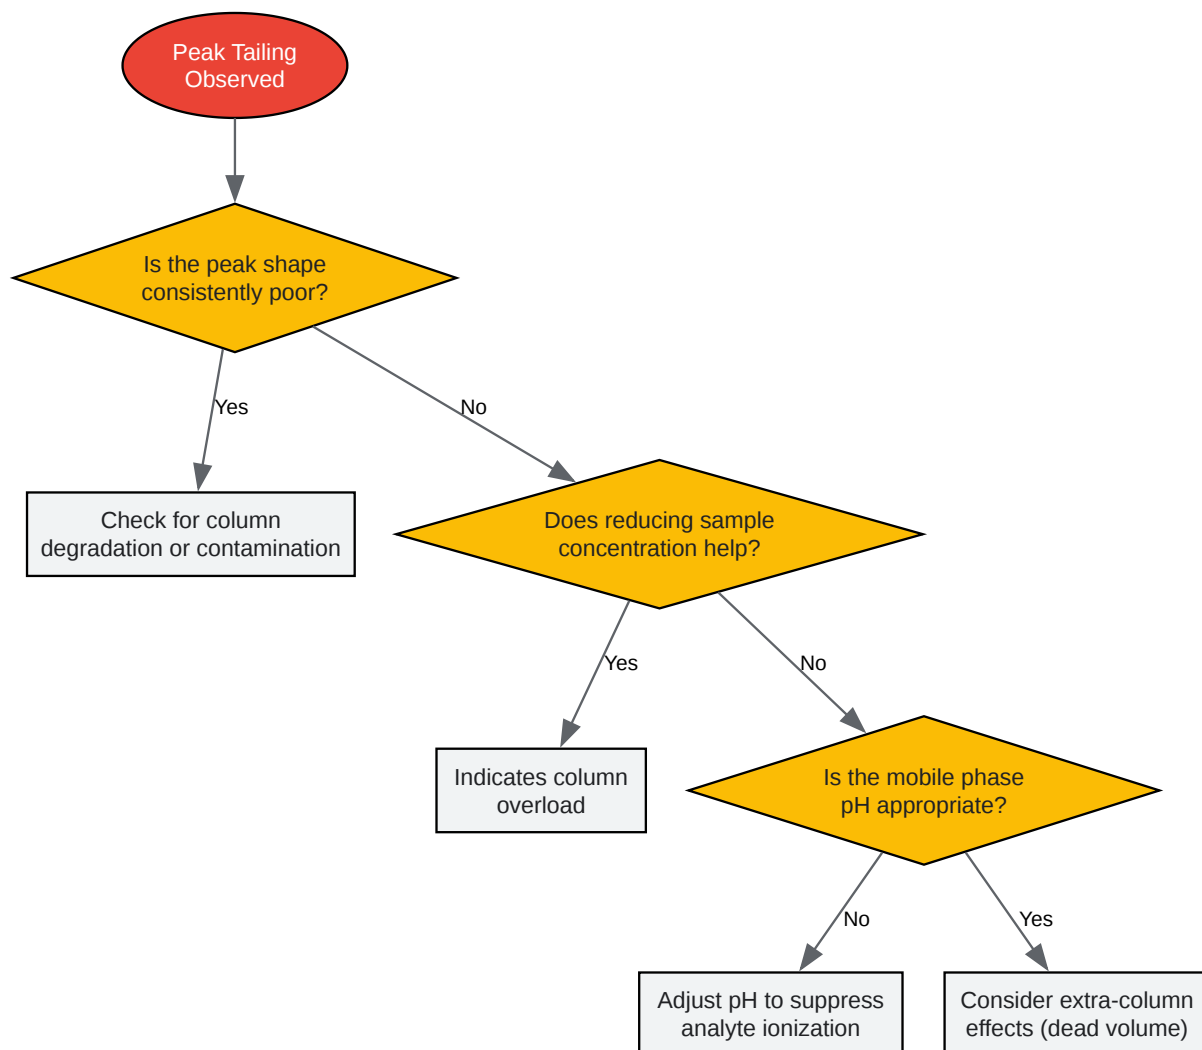 Peak Tailing
Observed
Is the peak shape
consistently poor?
Yes
No
Check for column
degradation or contamination
Does reducing sample
concentration help?
Yes
No
Indicates column
overload
Is the mobile phase
pH appropriate?
No
Yes
Adjust pH to suppress
analyte ionization
Consider extra-column
effects (dead volume)